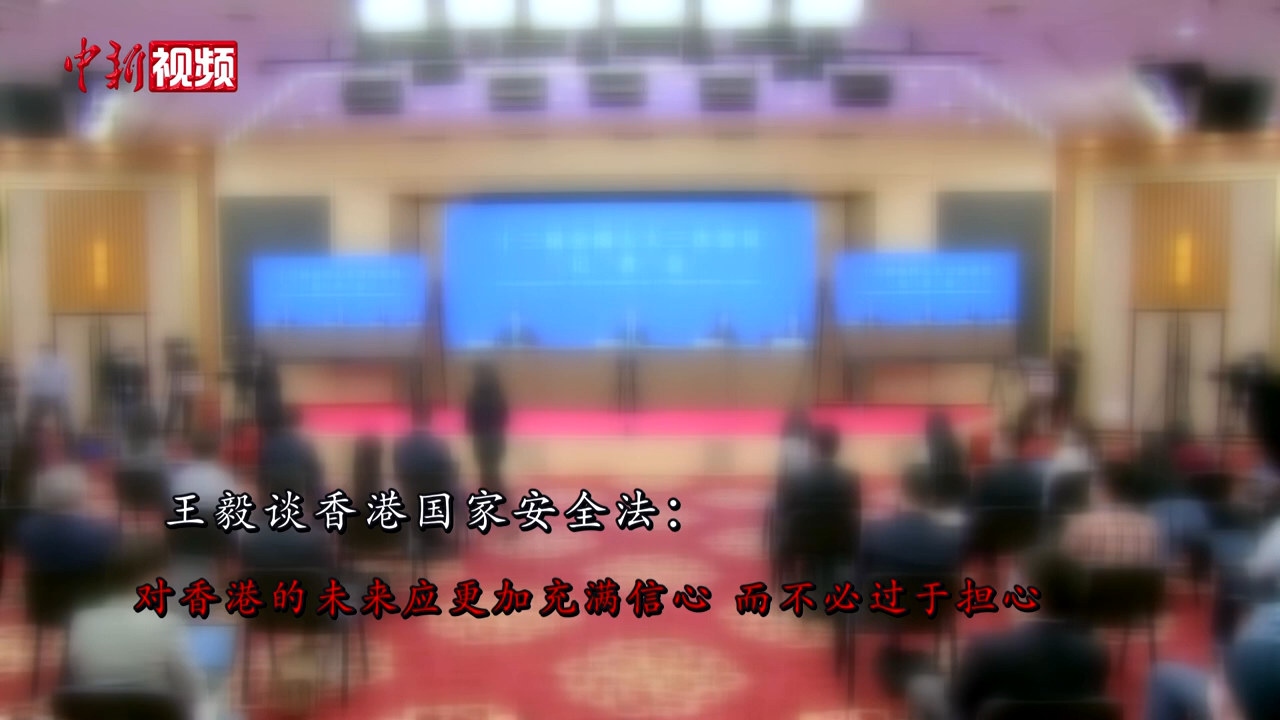 中新视频
王毅谈香港国家安全法：
对香港的未来应更加充满信心 而不必过于担心